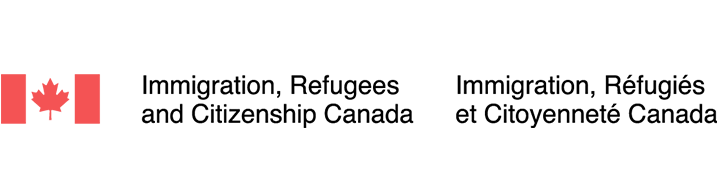 Immigration, Refugees
and Citizenship Canada
Immigration, Réfugiés
et Citoyenneté Canada